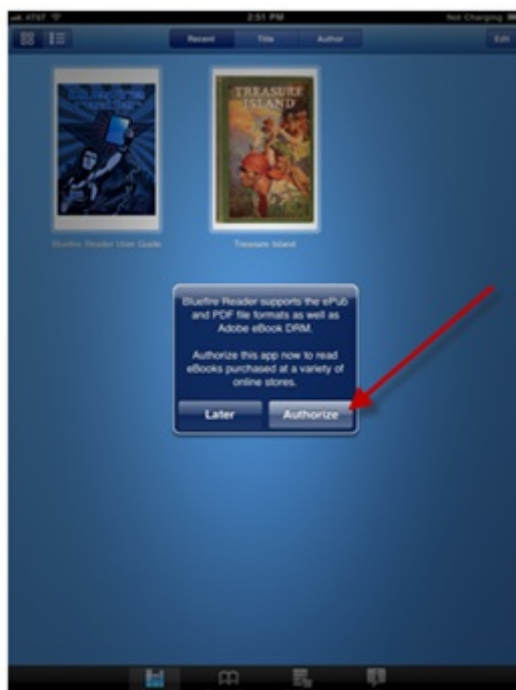 AT&T 2:51 PM Not Charging
Recent Title Author Edit
TREASURE
ISLAND
Bluefire Reader User Guide Treasure Island
Bluefire Reader supports the ePub
and PDF file formats as well as
Adobe eBook DRM.
Authorize this app now to read
eBooks purchased at a variety of
online stores.
Later Authorize